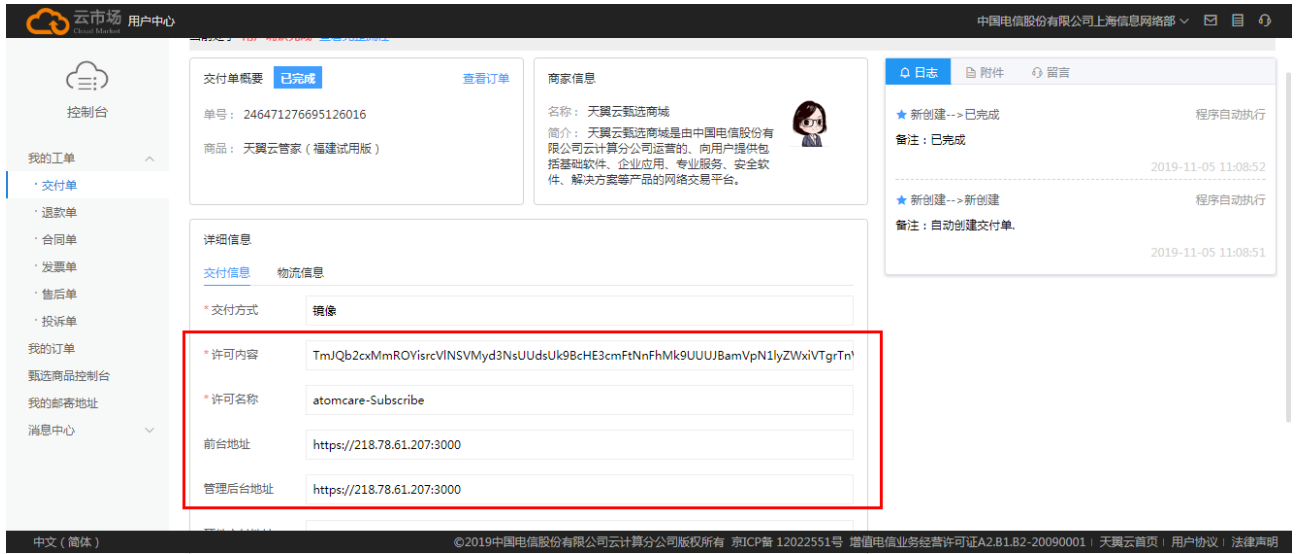 云市场 用户中心
Cloud Market
中国电信股份有限公司上海信息网络部
控制台
我的工单
· 交付单
· 退款单
· 合同单
· 发票单
· 售后单
· 投诉单
我的订单
甄选商品控制台
我的邮寄地址
消息中心
交付单概要 已完成 查看订单
单号： 246471276695126016
商品： 天翼云管家（福建试用版）
商家信息
名称： 天翼云甄选商城
简介： 天翼云甄选商城是由中国电信股份有
限公司云计算分公司运营的、向用户提供包
括基础软件、企业应用、专业服务、安全软
件、解决方案等产品的网络交易平台。
日志 附件 留言
新创建-->已完成 程序自动执行
备注：已完成
2019-11-05 11:08:52
新创建-->新创建 程序自动执行
备注：自动创建交付单.
2019-11-05 11:08:51
详细信息
交付信息 物流信息
*交付方式 镜像
*许可内容
*许可名称 atomcare-Subscribe
前台地址 https://218.78.61.207:3000
管理后台地址 https://218.78.61.207:3000
中文（简体） ©2019中国电信股份有限公司云计算分公司版权所有 京ICP备 12022551号 增值电信业务经营许可证A2.B1.B2-20090001 | 天翼云首页 | 用户协议 | 法律声明